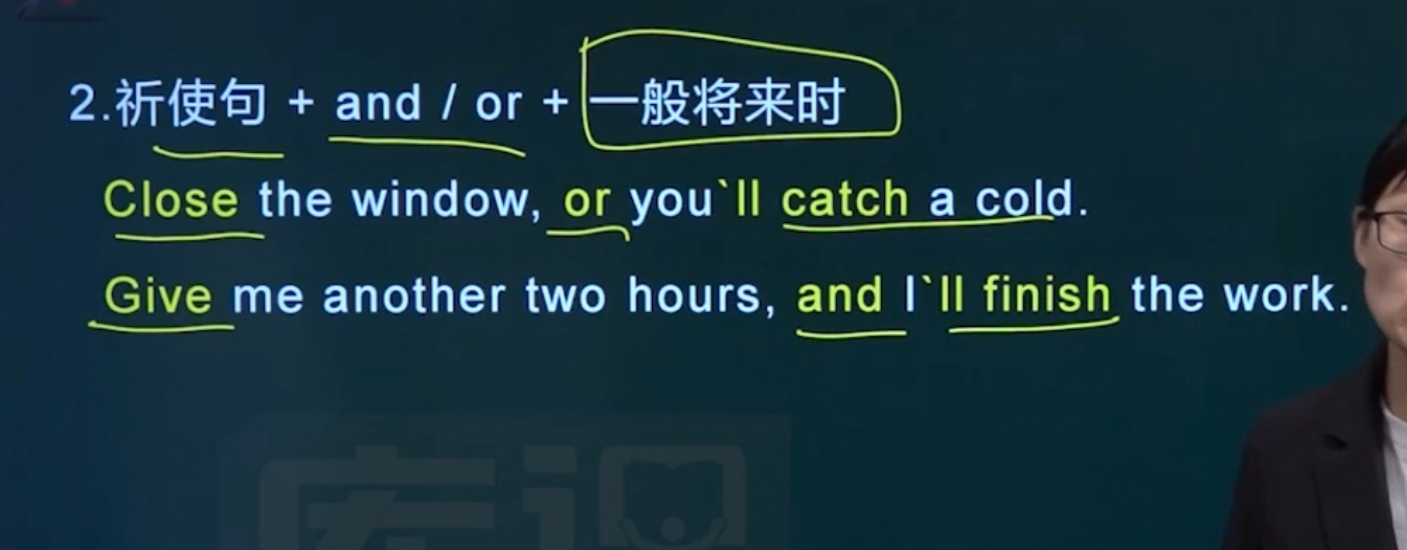 2.祈使句 + and / or + 一般将来时
Close the window, or you`ll catch a cold.
Give me another two hours, and I`ll finish the work.